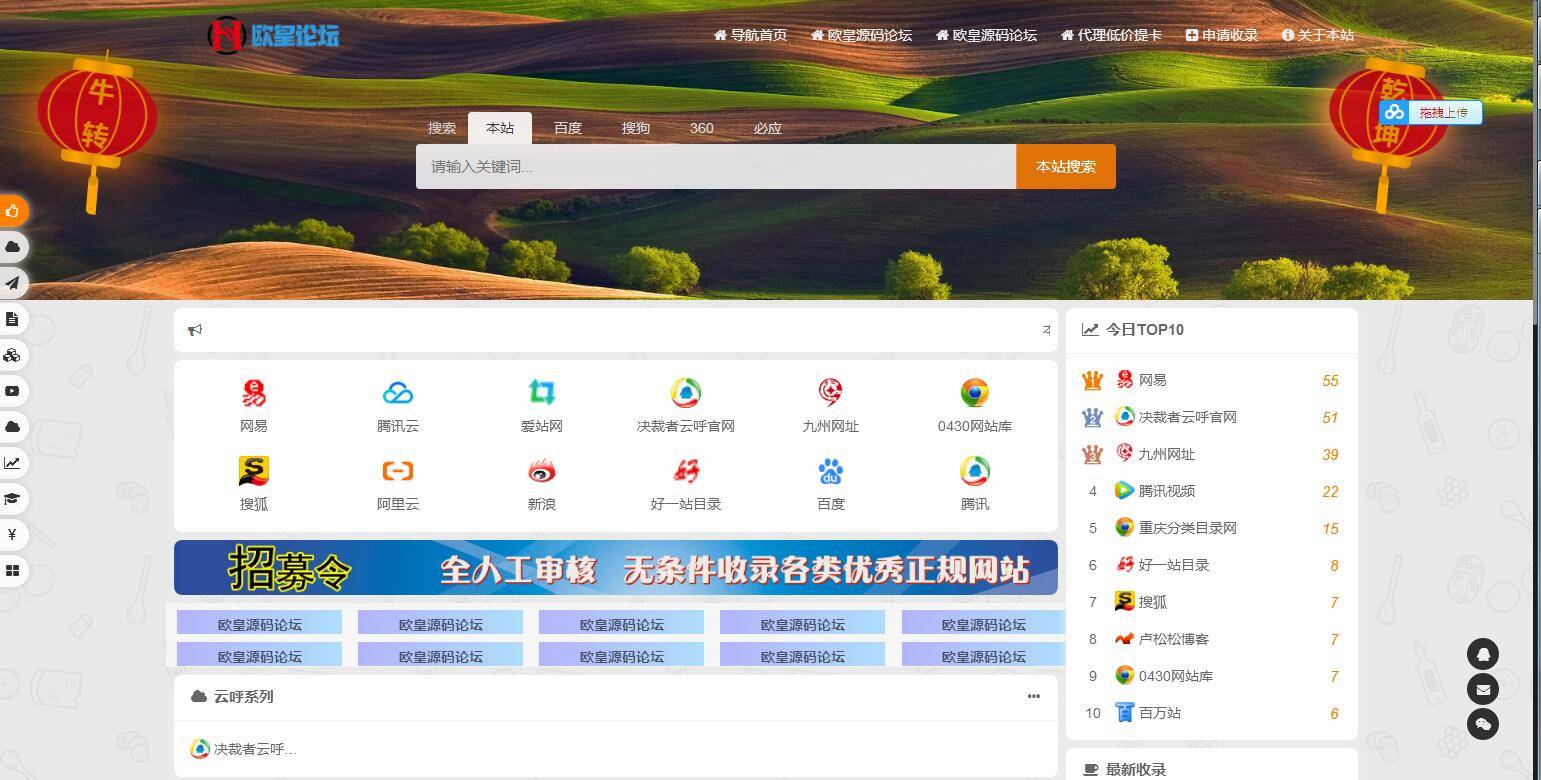 欧皇论坛
导航首页 欧皇源码论坛 欧皇源码论坛 代理低价提卡 申请收录 关于本站
牛转
乾坤
拖拽上传
搜索 本站 百度 搜狗 360 必应
请输入关键词... 本站搜索
网易 腾讯云 爱站网 决裁者云呼官网 九州网址 0430网站库
搜狐 阿里云 新浪 好一站目录 百度 腾讯
招募令 全人工审核 无条件收录各类优秀正规网站
欧皇源码论坛 欧皇源码论坛 欧皇源码论坛 欧皇源码论坛 欧皇源码论坛
欧皇源码论坛 欧皇源码论坛 欧皇源码论坛 欧皇源码论坛 欧皇源码论坛
云呼系列
决裁者云呼...
今日TOP10
1 网易 55
2 决裁者云呼官网 51
3 九州网址 39
4 腾讯视频 22
5 重庆分类目录网 15
6 好一站目录 8
7 搜狐 7
8 卢松松博客 7
9 0430网站库 7
10 百万站 6
最新收录